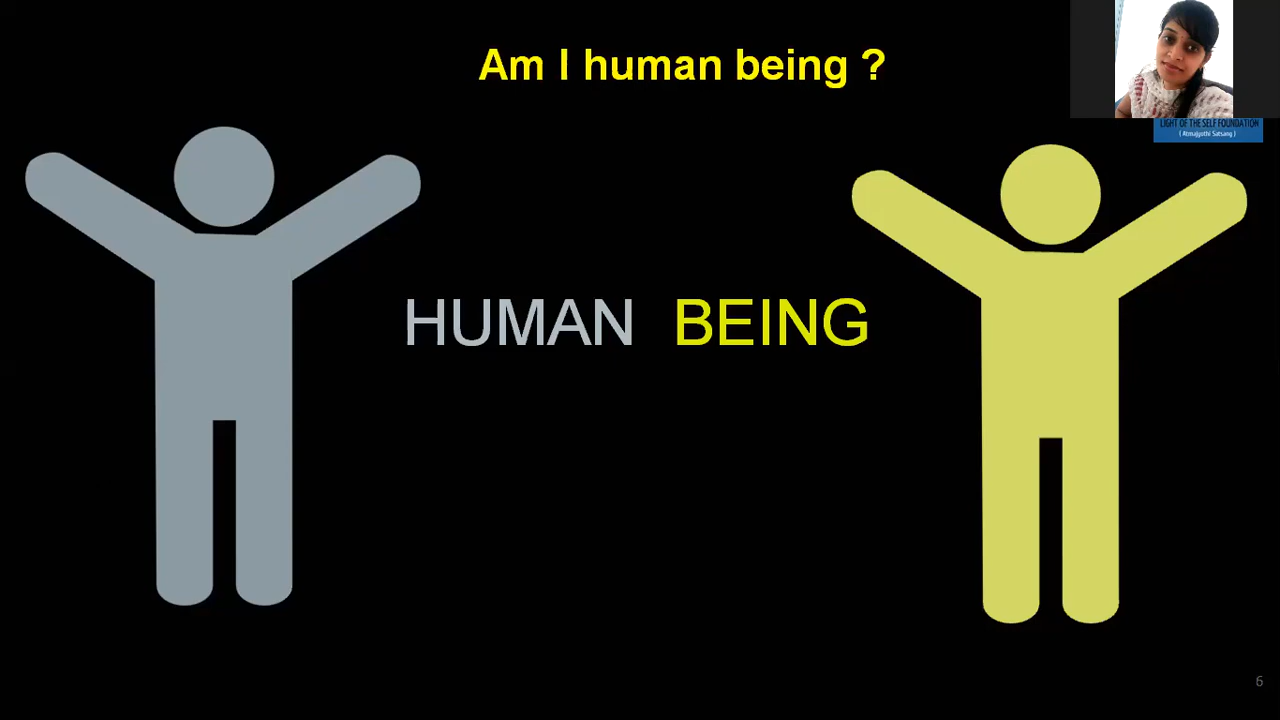 Am I human being ?
LIGHT OF THE SELF FOUNDATION
( Atmajyothi Satsang )
HUMAN BEING
6